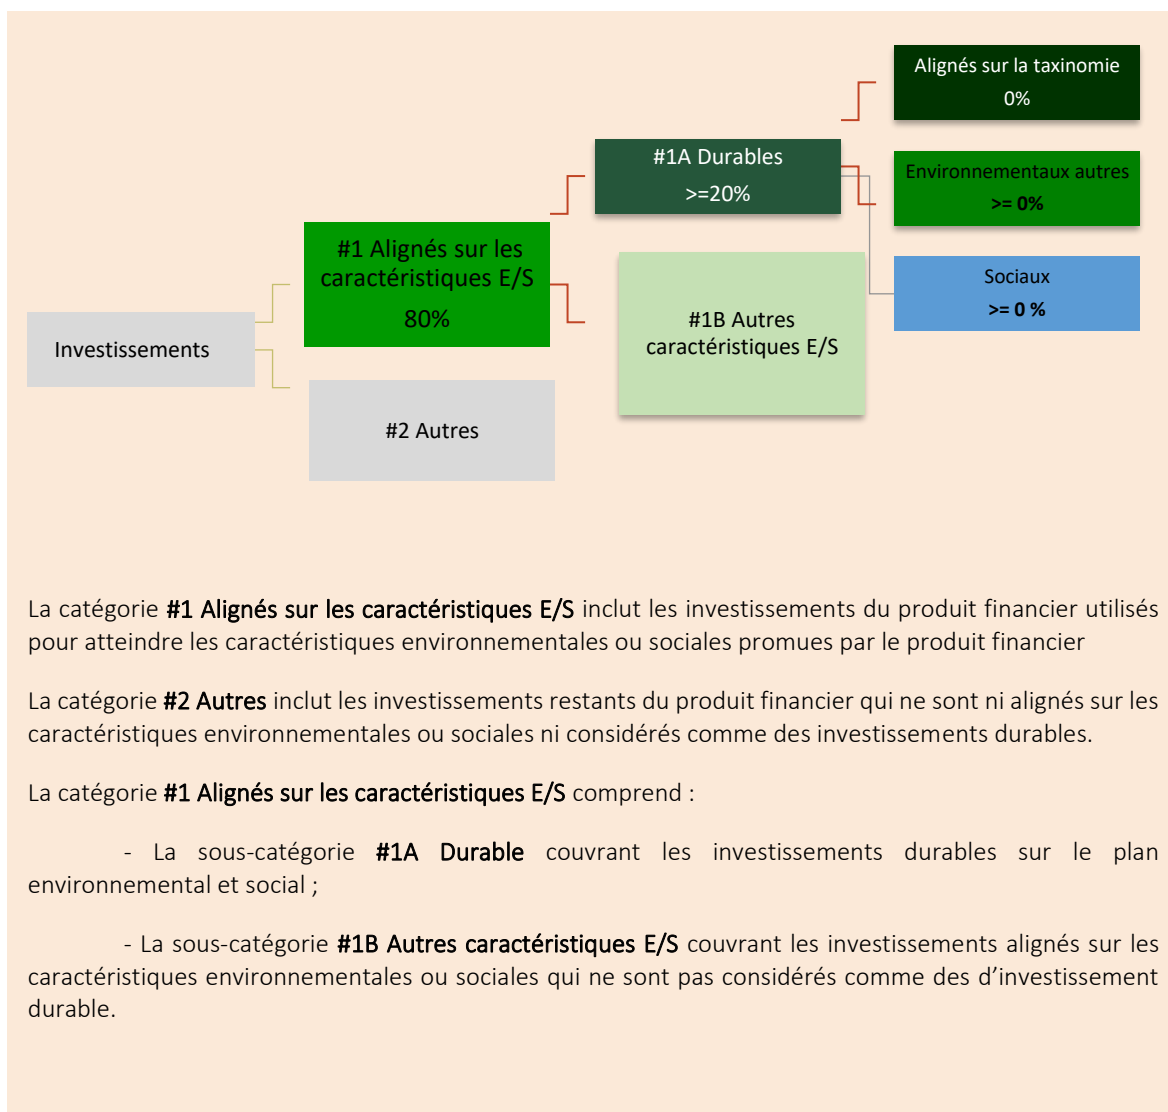 Alignés sur la taxinomie
0%
#1A Durables
>=20%
Environnementaux autres
>= 0%
#1 Alignés sur les
caractéristiques E/S
80%
Sociaux
>= 0 %
#1B Autres
caractéristiques E/S
Investissements
#2 Autres
La catégorie #1 Alignés sur les caractéristiques E/S inclut les investissements du produit financier utilisés
pour atteindre les caractéristiques environnementales ou sociales promues par le produit financier
La catégorie #2 Autres inclut les investissements restants du produit financier qui ne sont ni alignés sur les
caractéristiques environnementales ou sociales ni considérés comme des investissements durables.
La catégorie #1 Alignés sur les caractéristiques E/S comprend :
- La sous-catégorie #1A Durable couvrant les investissements durables sur le plan
environnemental et social ;
- La sous-catégorie #1B Autres caractéristiques E/S couvrant les investissements alignés sur les
caractéristiques environnementales ou sociales qui ne sont pas considérés comme des d’investissement
durable.